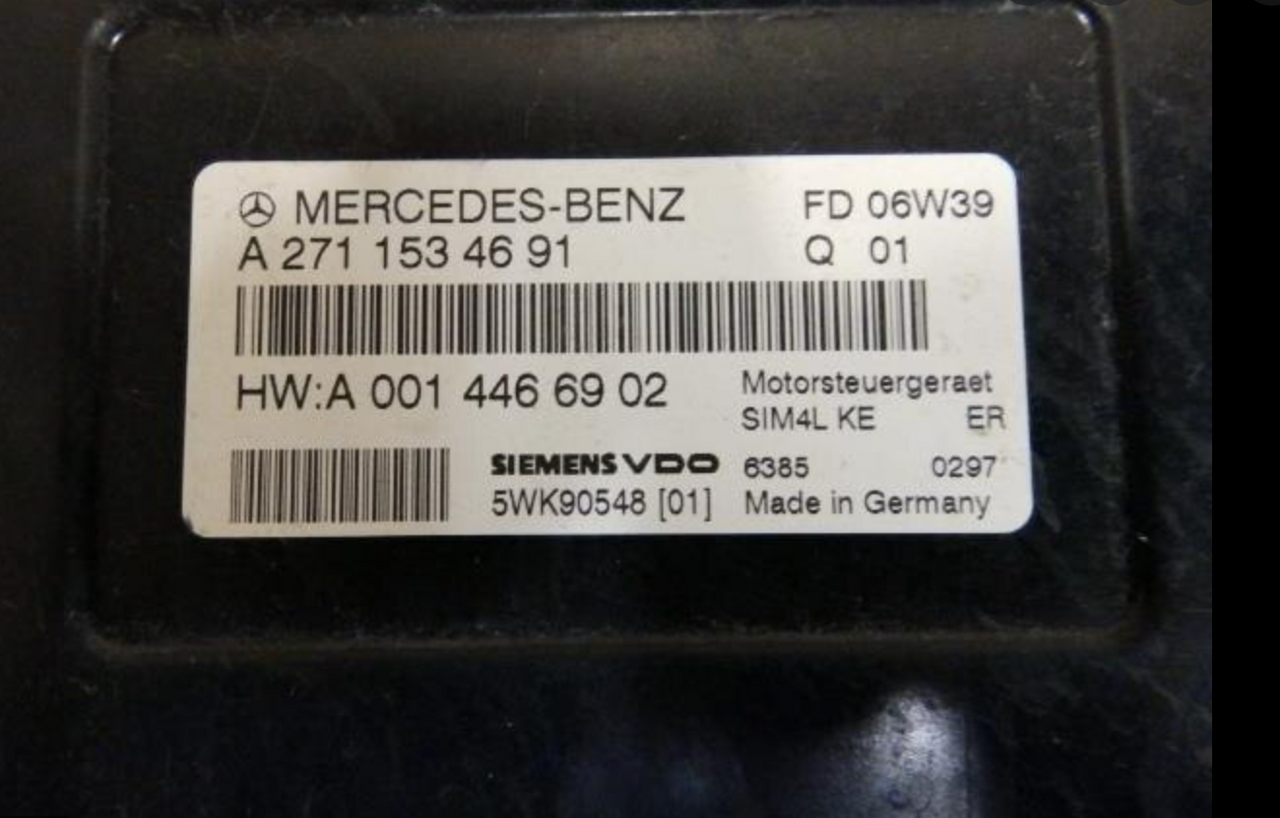 MERCEDES-BENZ FD 06W39
A 271 153 46 91 Q 01
HW:A 001 446 69 02
Motorsteuergeraet
SIM4L KE ER
SIEMENS VDO 6385 0297
5WK90548 [01] Made in Germany